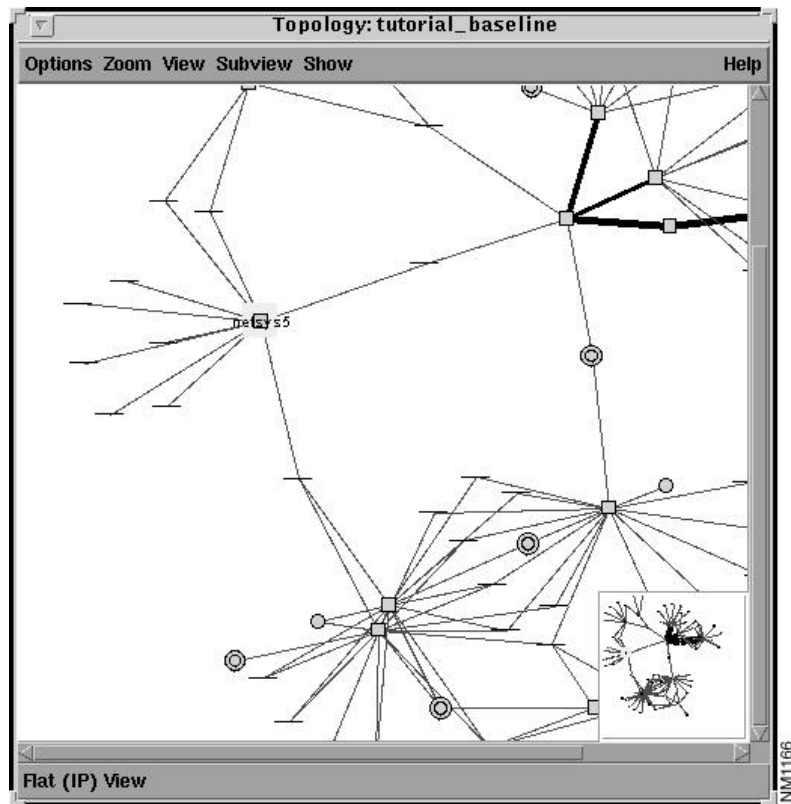 Topology: tutorial_baseline
Options Zoom View Subview Show Help
netsys5
Flat (IP) View
NM1166